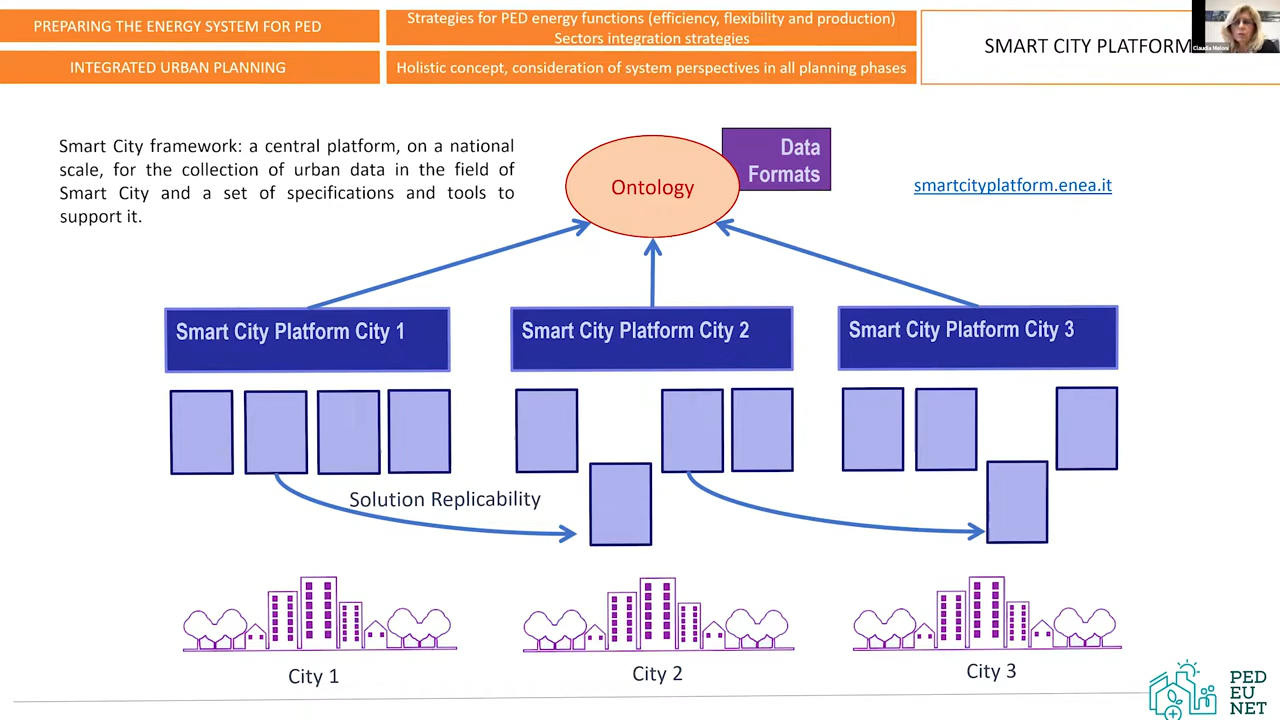 PREPARING THE ENERGY SYSTEM FOR PED
Strategies for PED energy functions (efficiency, flexibility and production)
Sectors integration strategies
INTEGRATED URBAN PLANNING
Holistic concept, consideration of system perspectives in all planning phases
SMART CITY PLATFORM
Claudia Meloni
Smart City framework: a central platform, on a national
scale, for the collection of urban data in the field of
Smart City and a set of specifications and tools to
support it.
Ontology
Data
Formats
smartcityplatform.enea.it
Smart City Platform City 1
Smart City Platform City 2
Smart City Platform City 3
Solution Replicability
City 1
City 2
City 3
PED
EU
NET